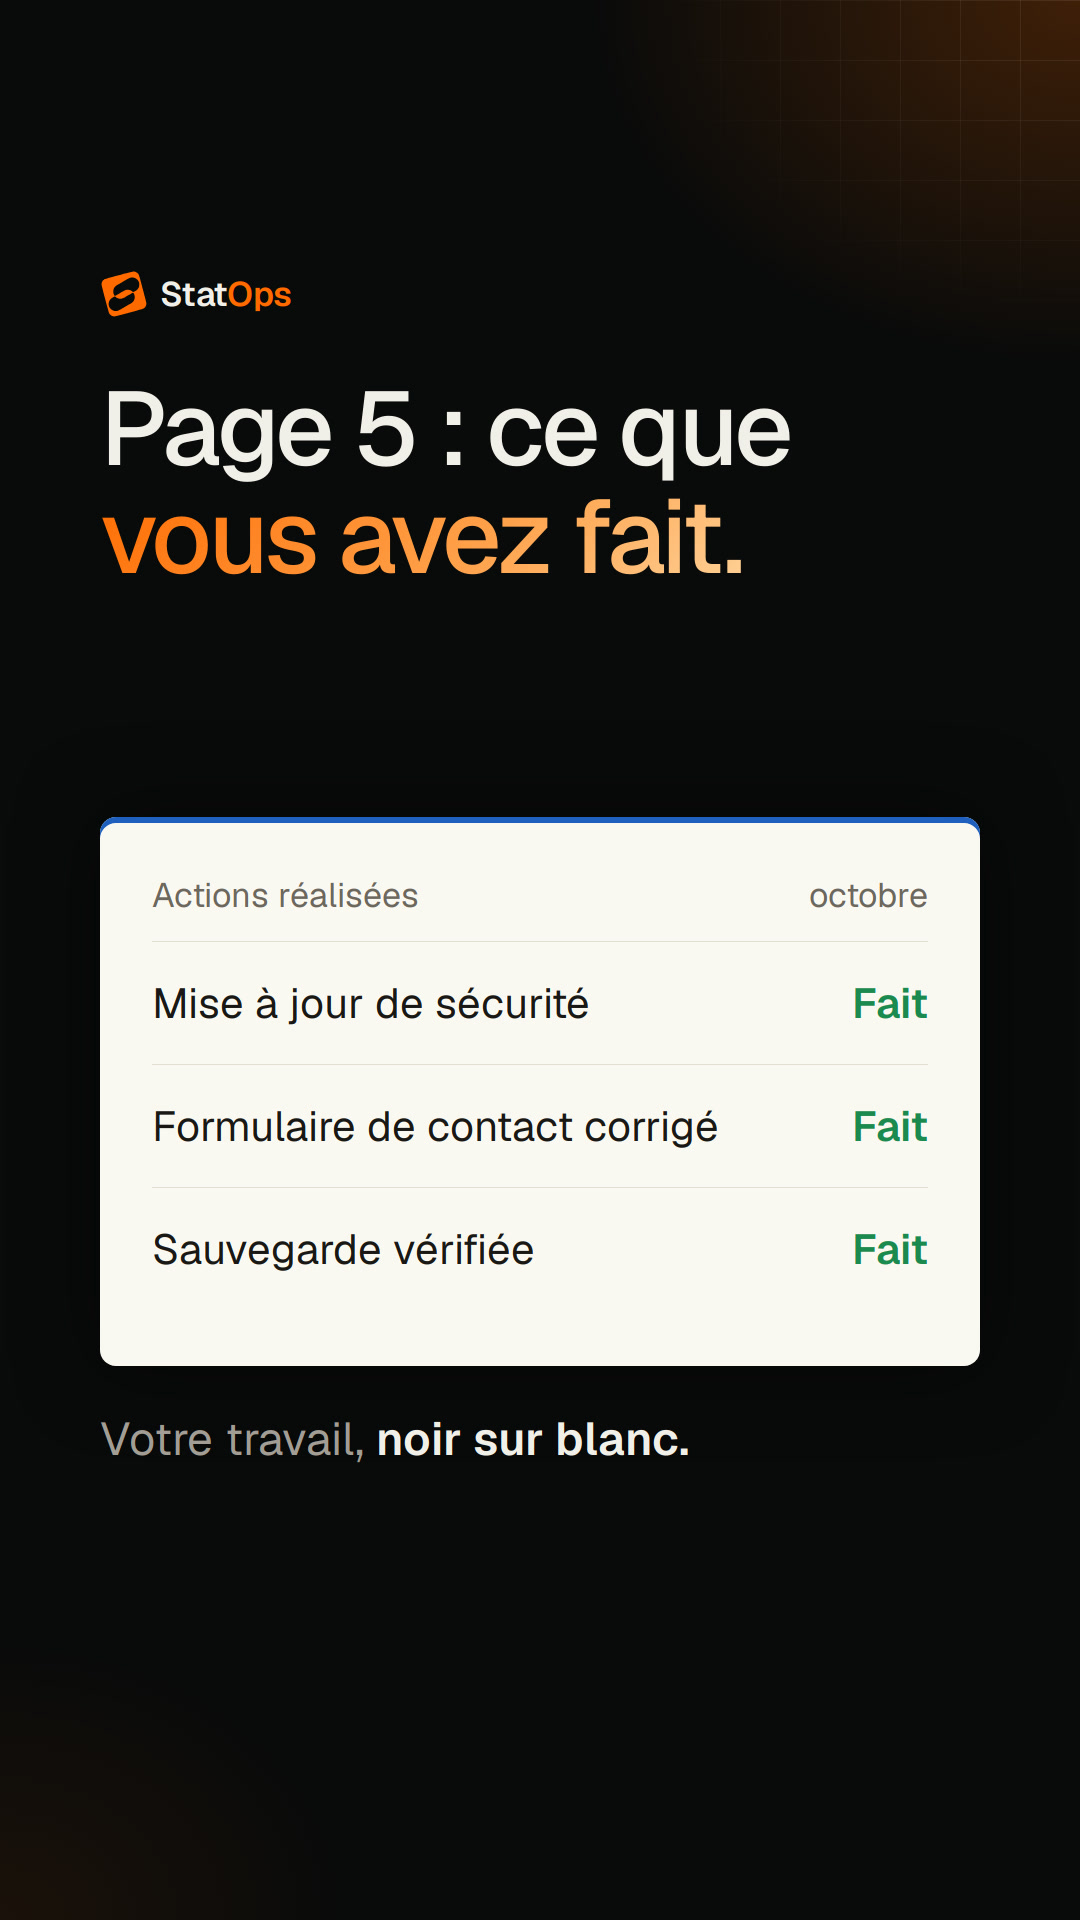 StatOps
Page 5 : ce que
vous avez fait.
Actions réalisées octobre
Mise à jour de sécurité Fait
Formulaire de contact corrigé Fait
Sauvegarde vérifiée Fait
Votre travail, noir sur blanc.